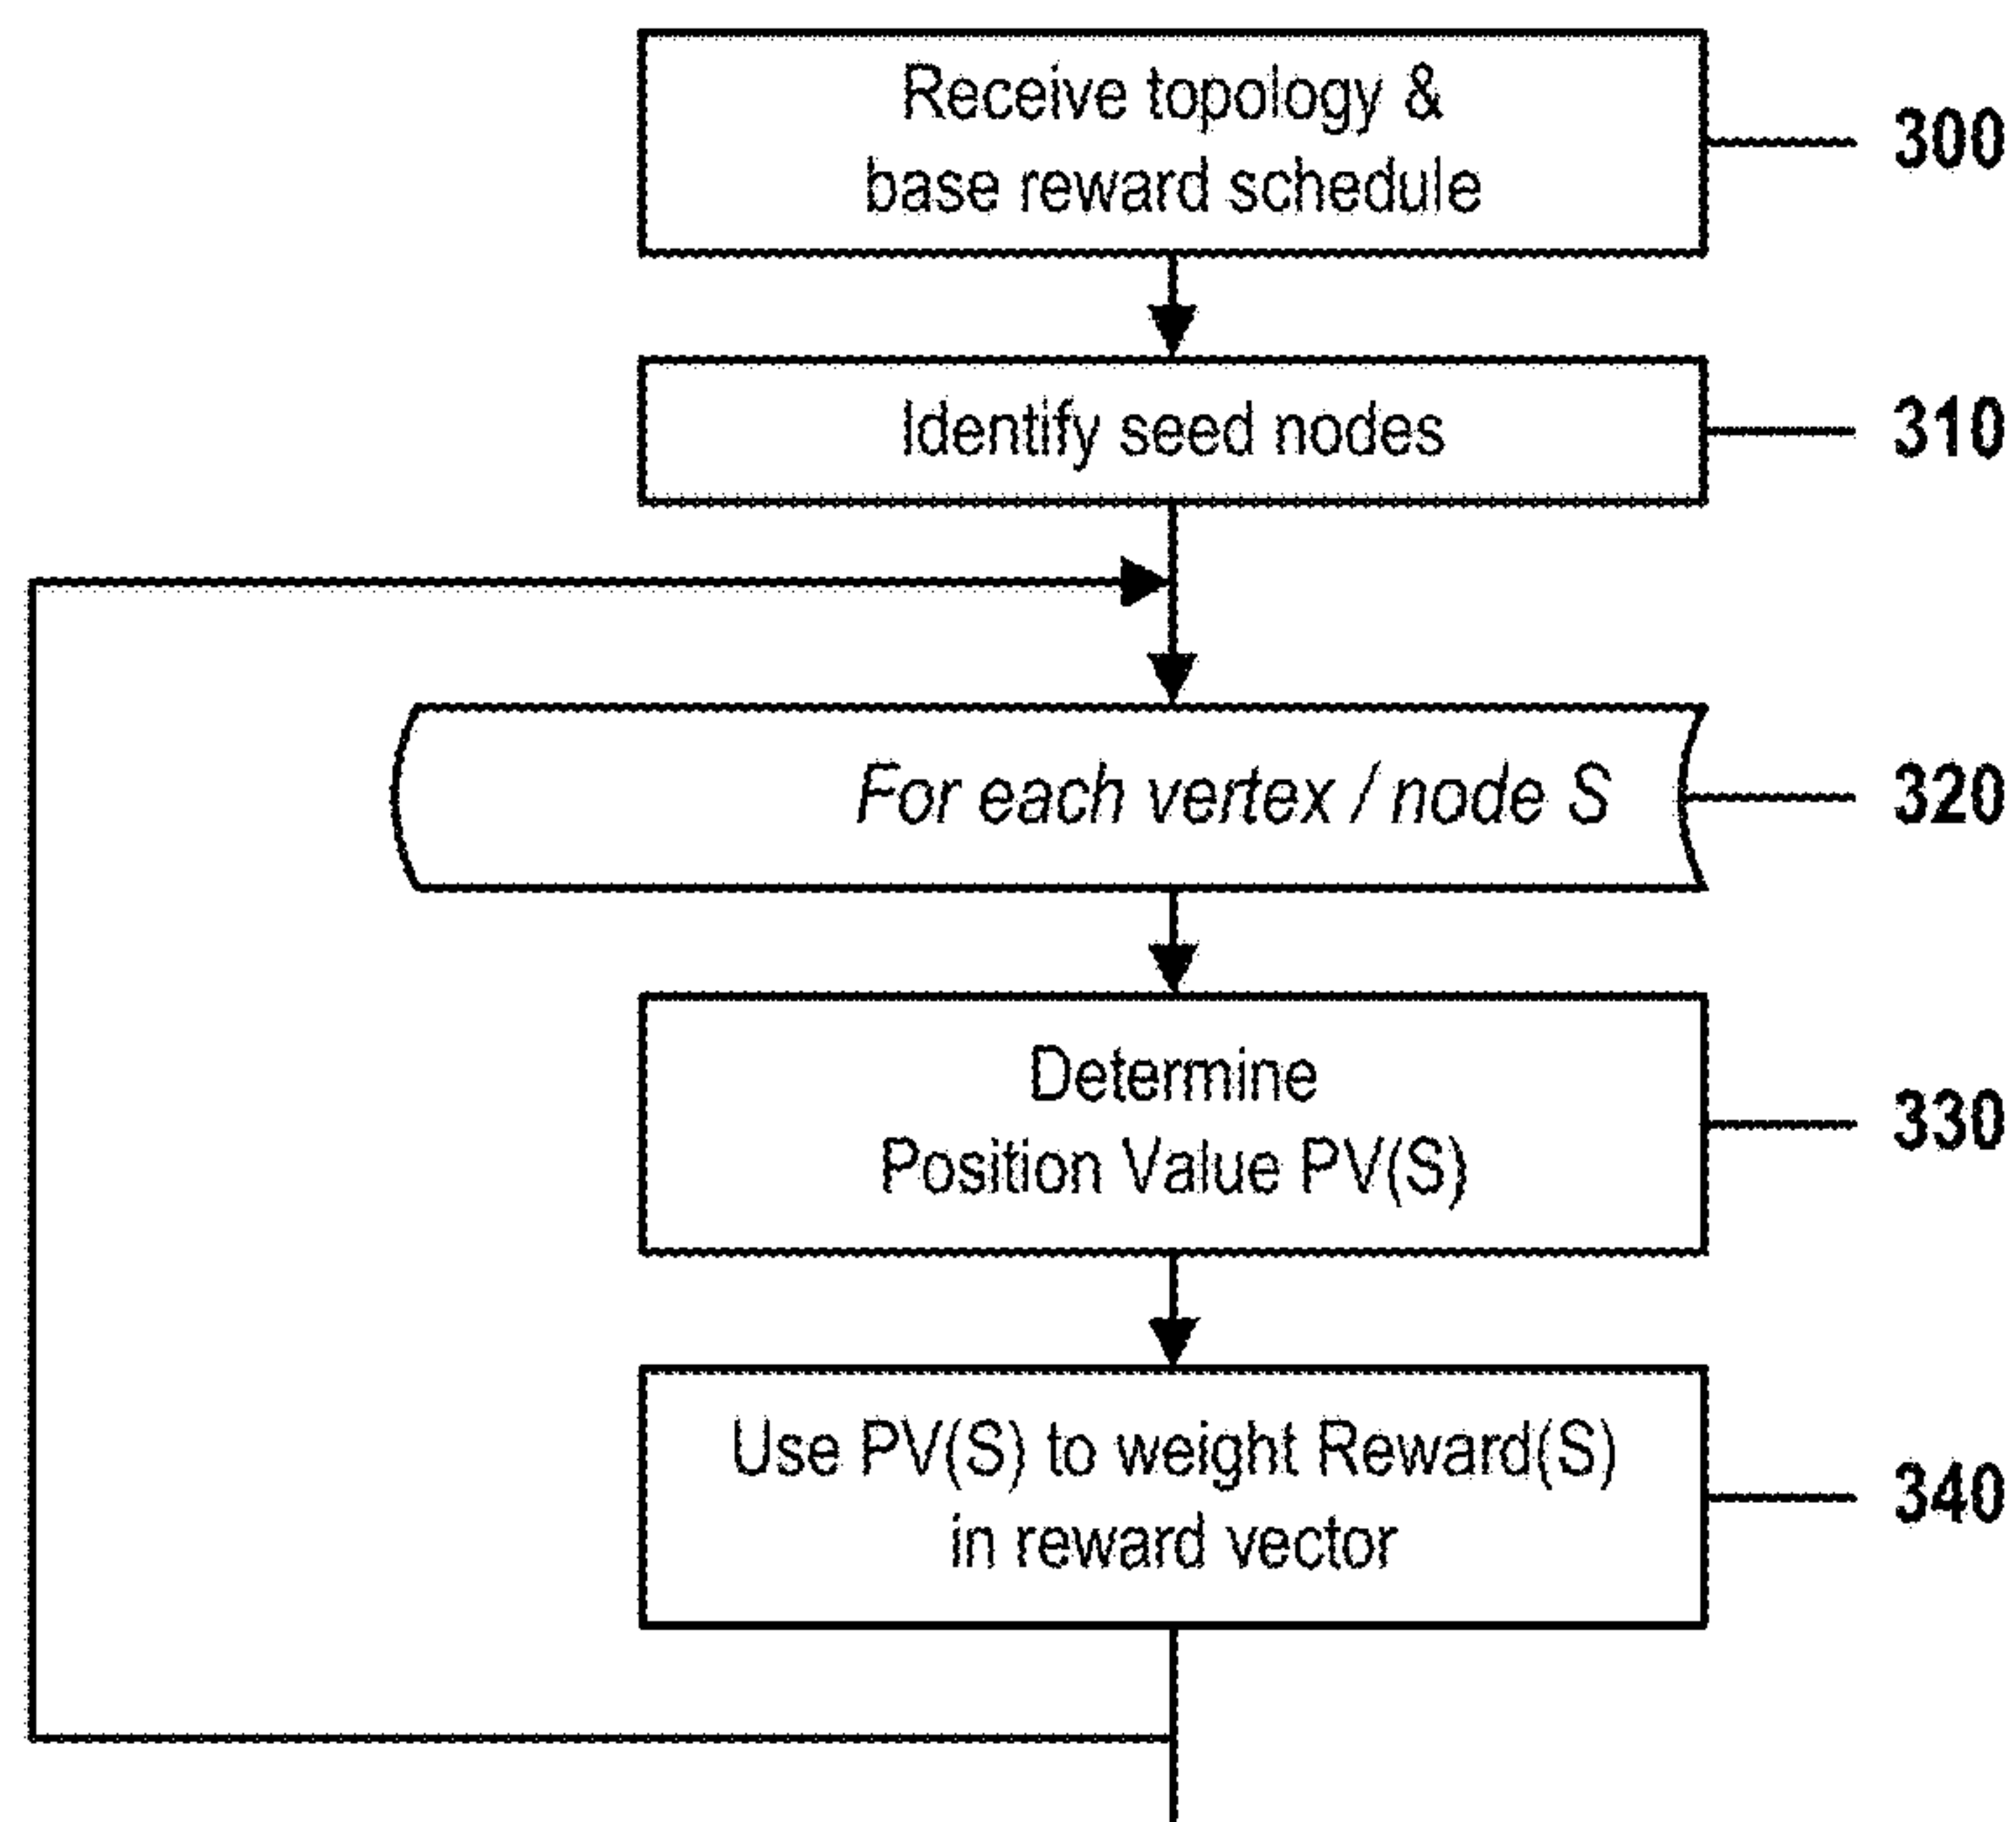 Receive topology &
base reward schedule
300
Identify seed nodes
310
For each vertex / node S
320
Determine
Position Value PV(S)
330
Use PV(S) to weight Reward(S)
in reward vector
340